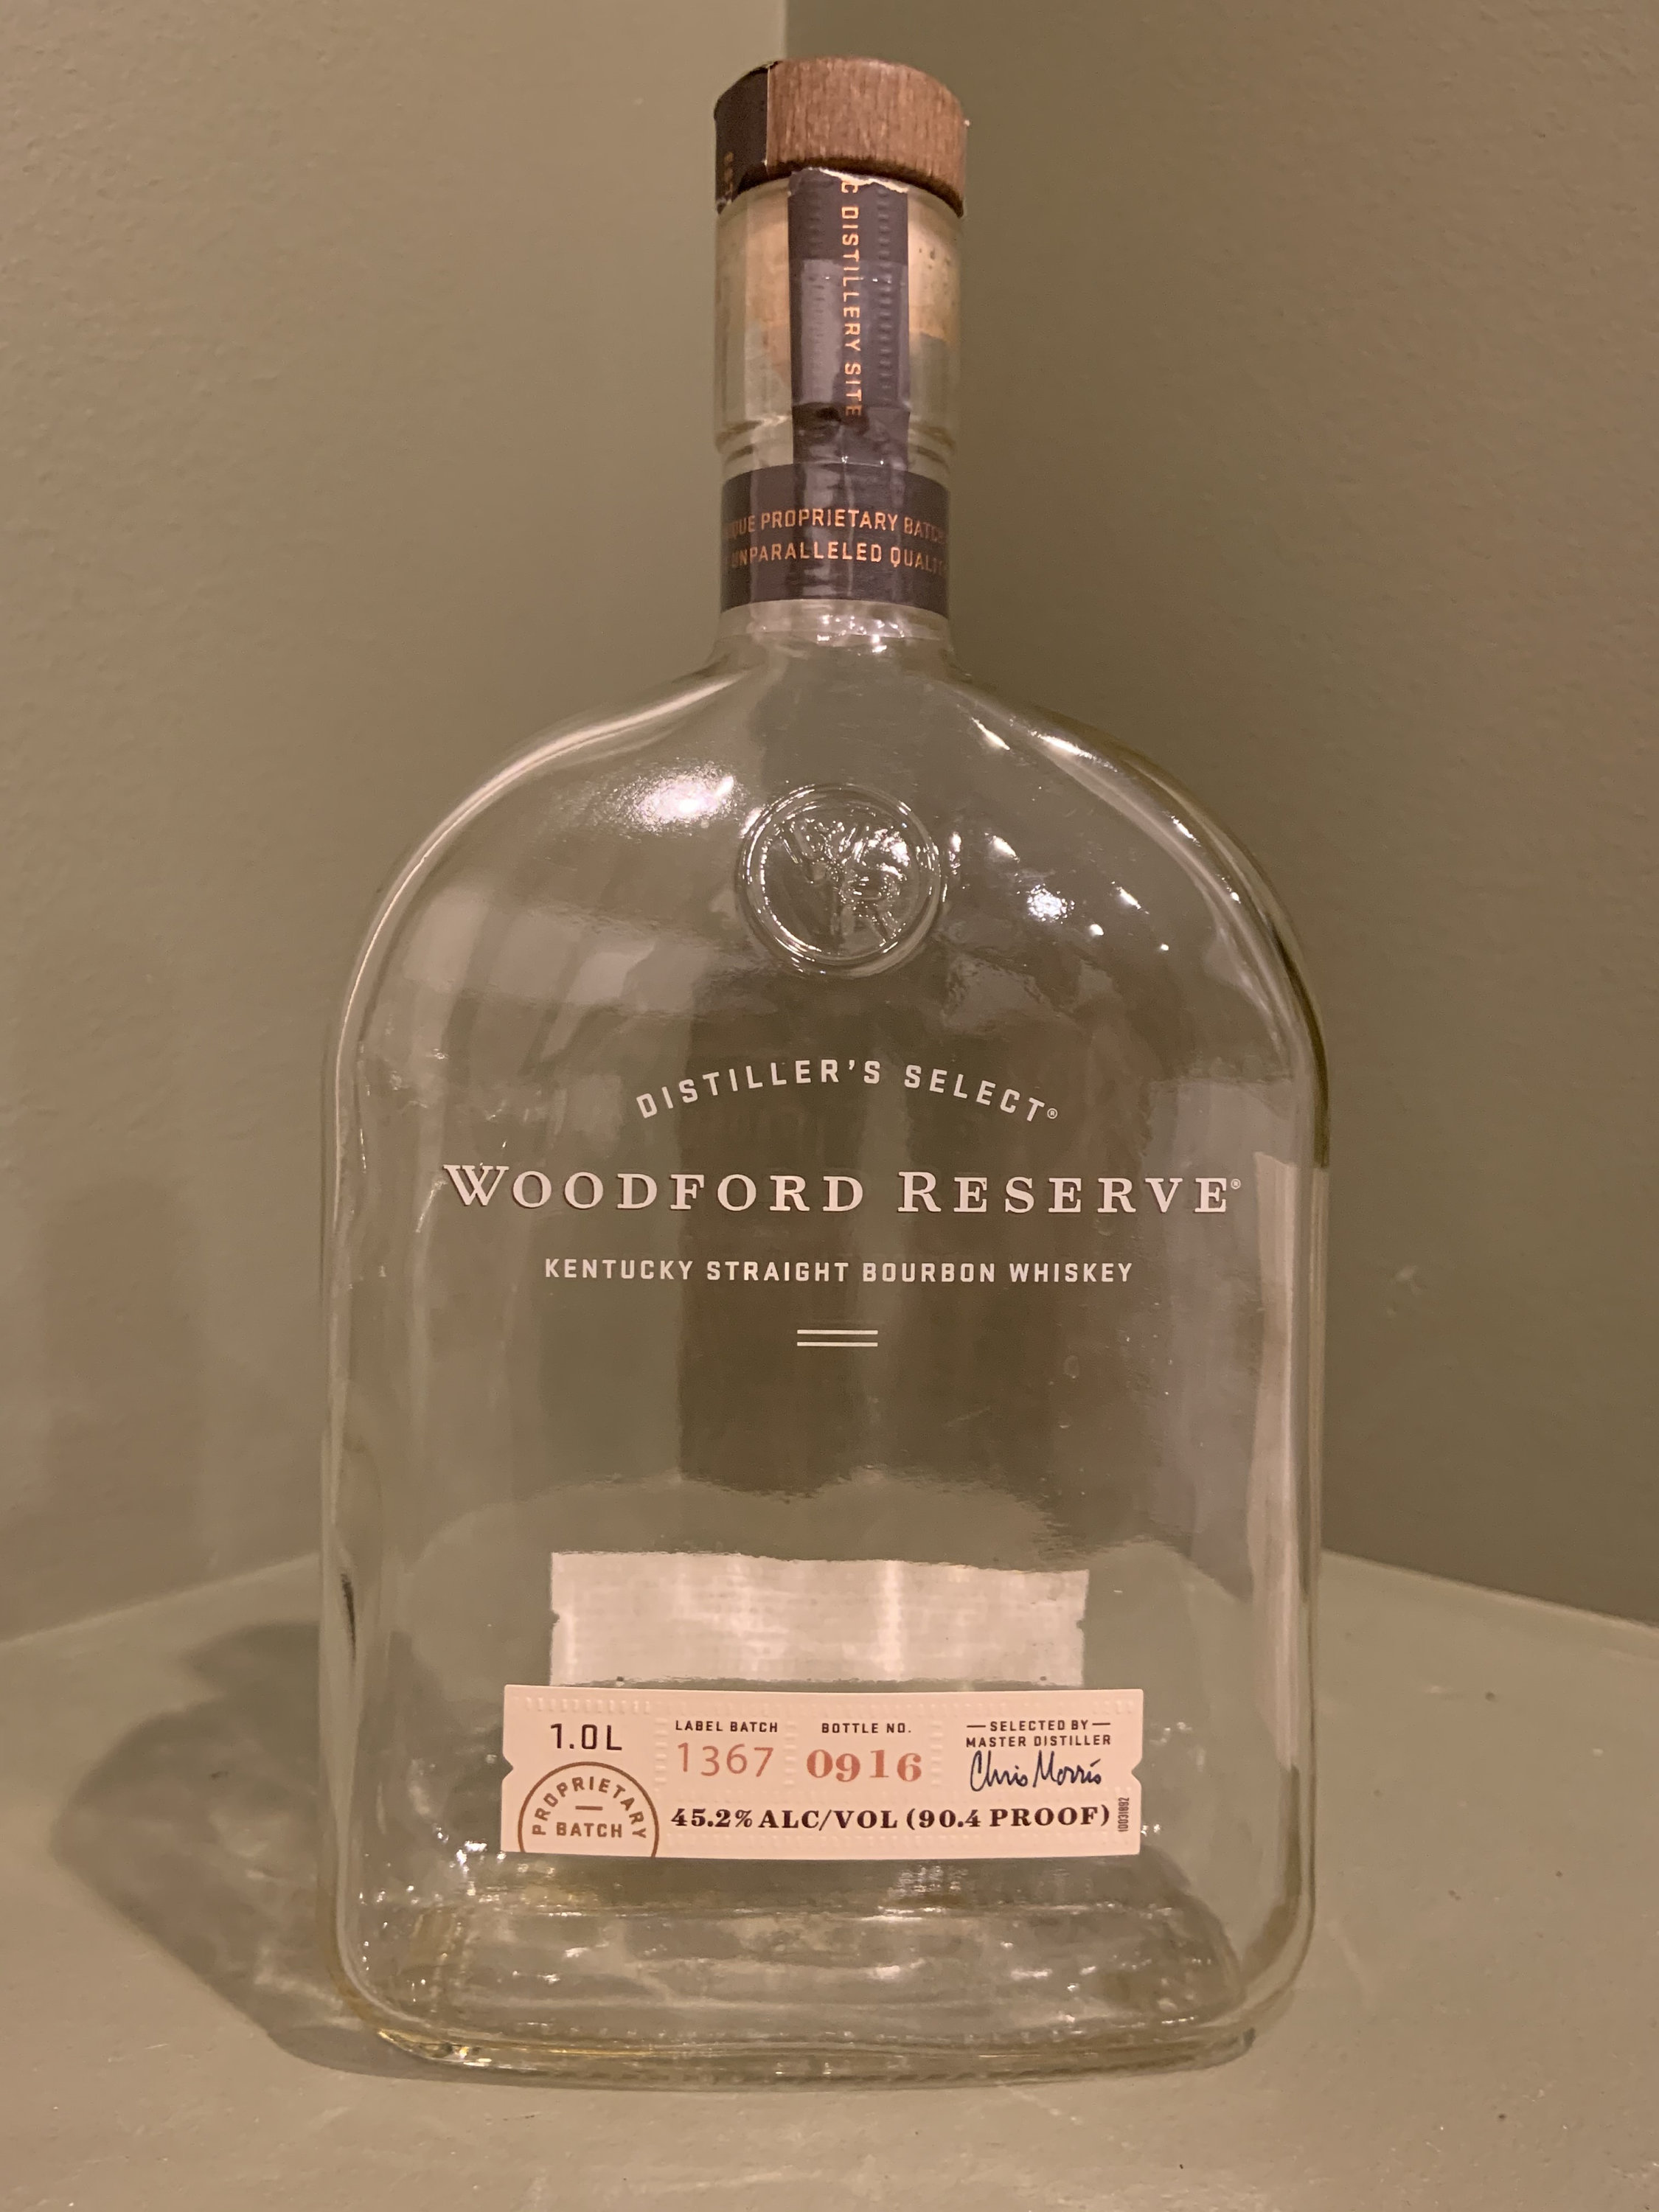 C DISTILLERY SITE
PROPRIETARY BATCH
UNPARALLELED QUALITY
DISTILLER'S SELECT®
WOODFORD RESERVE®
KENTUCKY STRAIGHT BOURBON WHISKEY
1.0L
PROPRIETARY
BATCH
LABEL BATCH
1367
BOTTLE NO.
0916
SELECTED BY
MASTER DISTILLER
Chris Morris
45.2% ALC/VOL (90.4 PROOF)